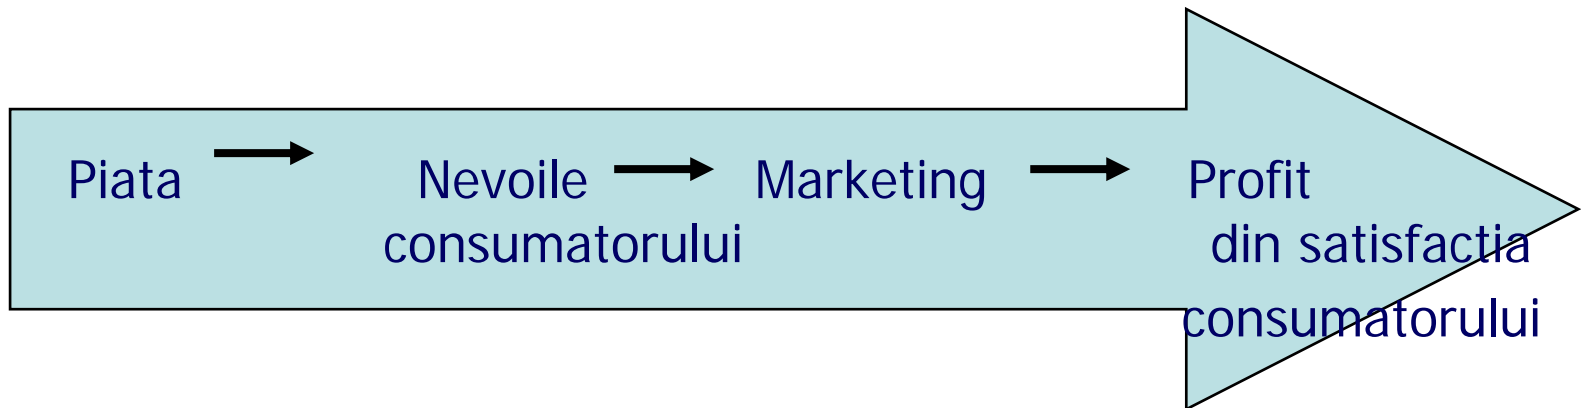 Piata Nevoile Marketing Profit
consumatorului din satisfactia
consumatorului